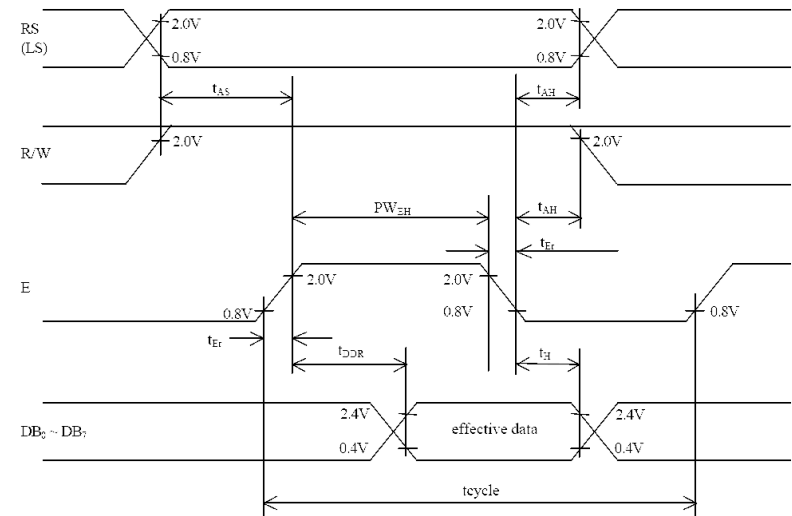 RS
(LS)
2.0V
2.0V
0.8V
0.8V
tAS
tAH
R/W
2.0V
2.0V
PWEH
tAH
tEr
E
2.0V
2.0V
0.8V
0.8V
0.8V
tEr
tDDR
tH
DB0 ~ DB7
2.4V
effective data
2.4V
0.4V
0.4V
tcycle